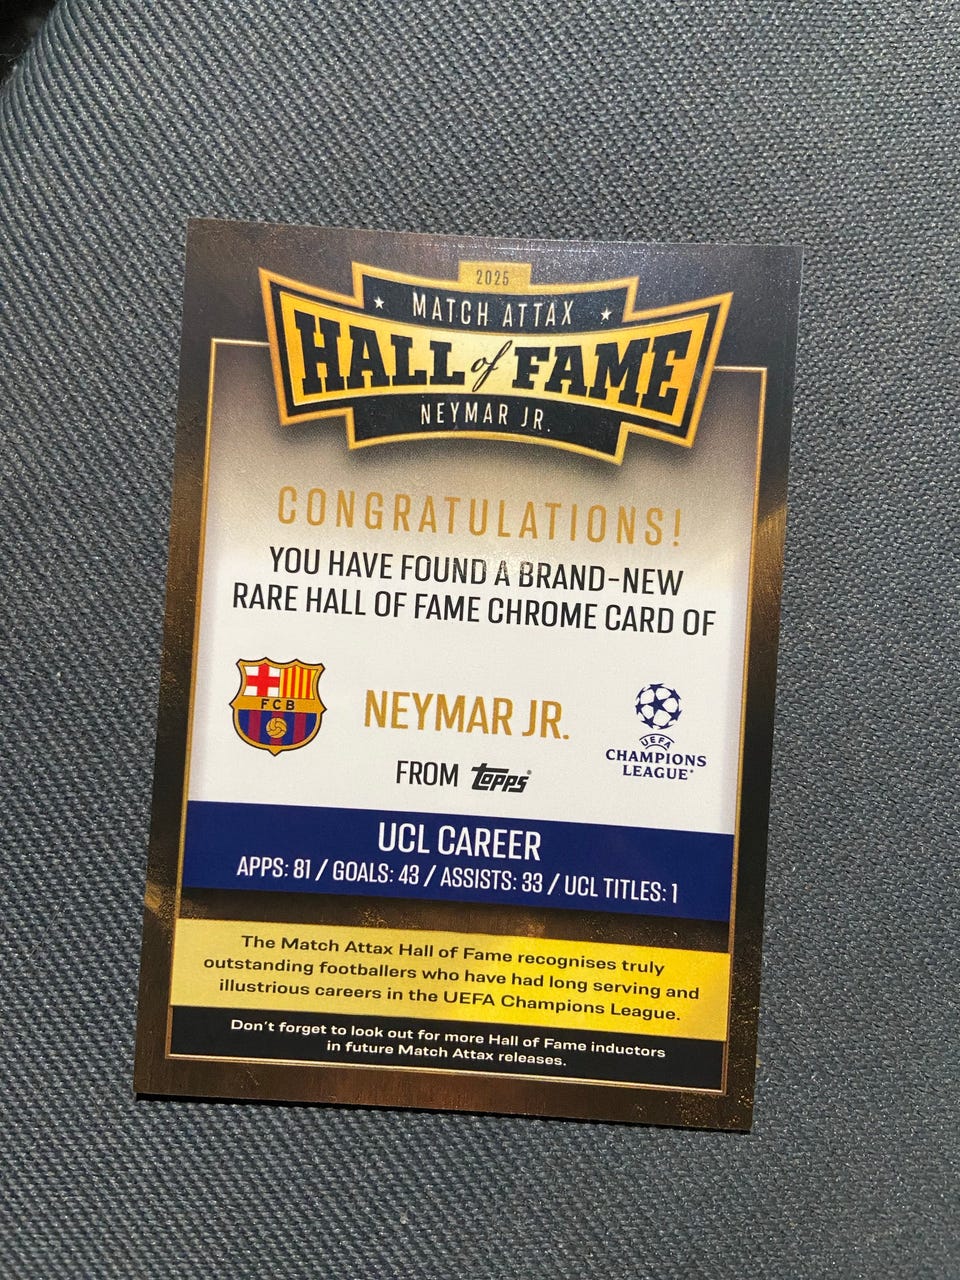 2025
MATCH ATTAX
HALL of FAME
NEYMAR JR.
CONGRATULATIONS!
YOU HAVE FOUND A BRAND-NEW
RARE HALL OF FAME CHROME CARD OF
FCB
NEYMAR JR.
UEFA
CHAMPIONS
LEAGUE
FROM topps
UCL CAREER
APPS: 81 / GOALS: 43 / ASSISTS: 33 / UCL TITLES: 1
The Match Attax Hall of Fame recognises truly
outstanding footballers who have had long serving and
illustrious careers in the UEFA Champions League.
Don't forget to look out for more Hall of Fame inductors
in future Match Attax releases.